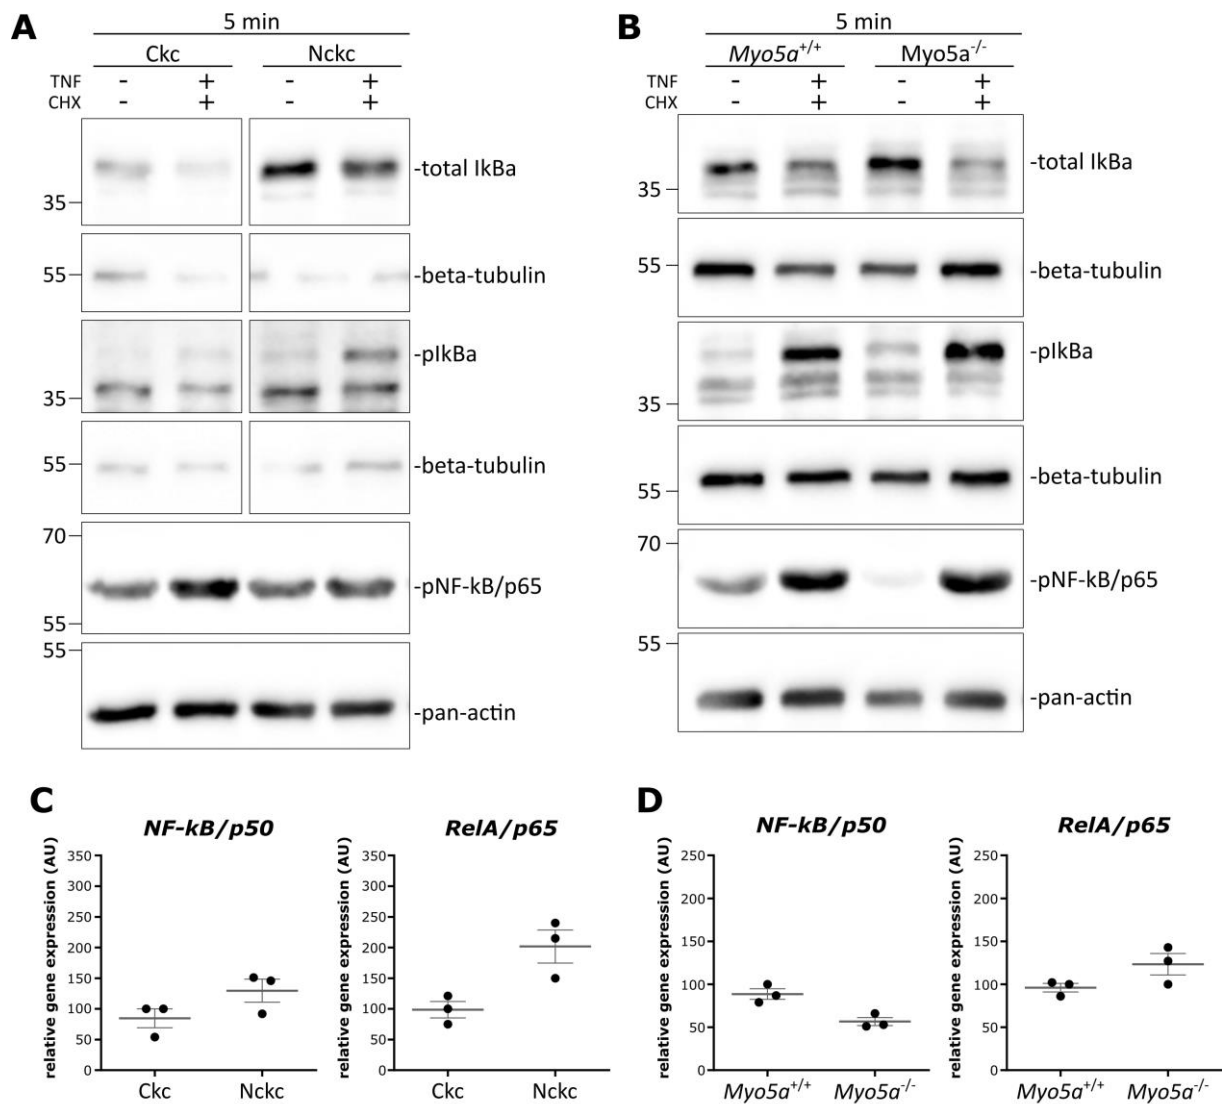 A
5 min
Ckc Nckc
TNF - + - +
CHX - + - +
-total IkBa
35
55 -beta-tubulin
-pIkBa
35
55 -beta-tubulin
70
-pNF-kB/p65
55
55
-pan-actin
B
5 min
Myo5a+/+ Myo5a-/-
TNF - + - +
CHX - + - +
-total IkBa
35
55 -beta-tubulin
-pIkBa
35
-beta-tubulin
55
70
-pNF-kB/p65
55
-pan-actin
C
NF-kB/p50
relative gene expression (AU)
350
300
250
200
150
100
50
0
Ckc Nckc
RelA/p65
relative gene expression (AU)
350
300
250
200
150
100
50
0
Ckc Nckc
D
NF-kB/p50
relative gene expression (AU)
250
200
150
100
50
0
Myo5a+/+ Myo5a-/-
RelA/p65
relative gene expression (AU)
250
200
150
100
50
0
Myo5a+/+ Myo5a-/-